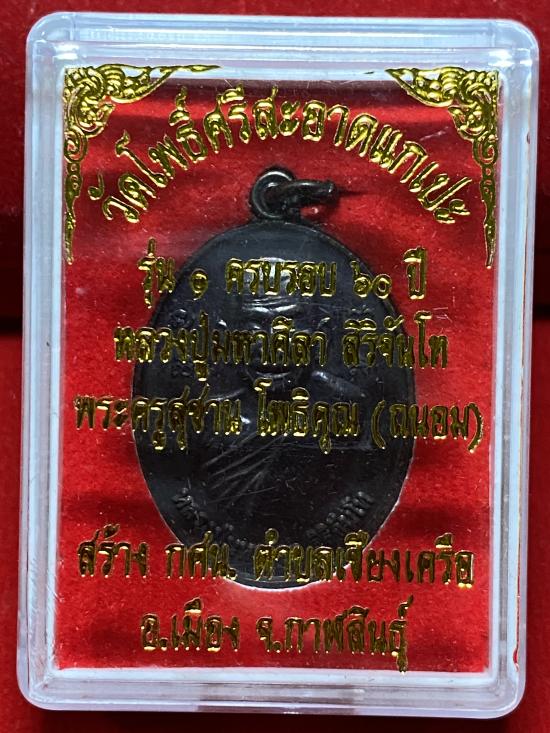 วัดโพธิ์ศรีสะอาดแกเปะ
รุ่น ๑ ครบรอบ ๖๐ ปี
หลวงปู่มหาศิลา สิริจันโท
พระครูสุชาน โพธิคุณ (ถนอม)
สร้าง กศน. ตำบลเชียงเครือ
อ.เมือง จ.กาฬสินธุ์